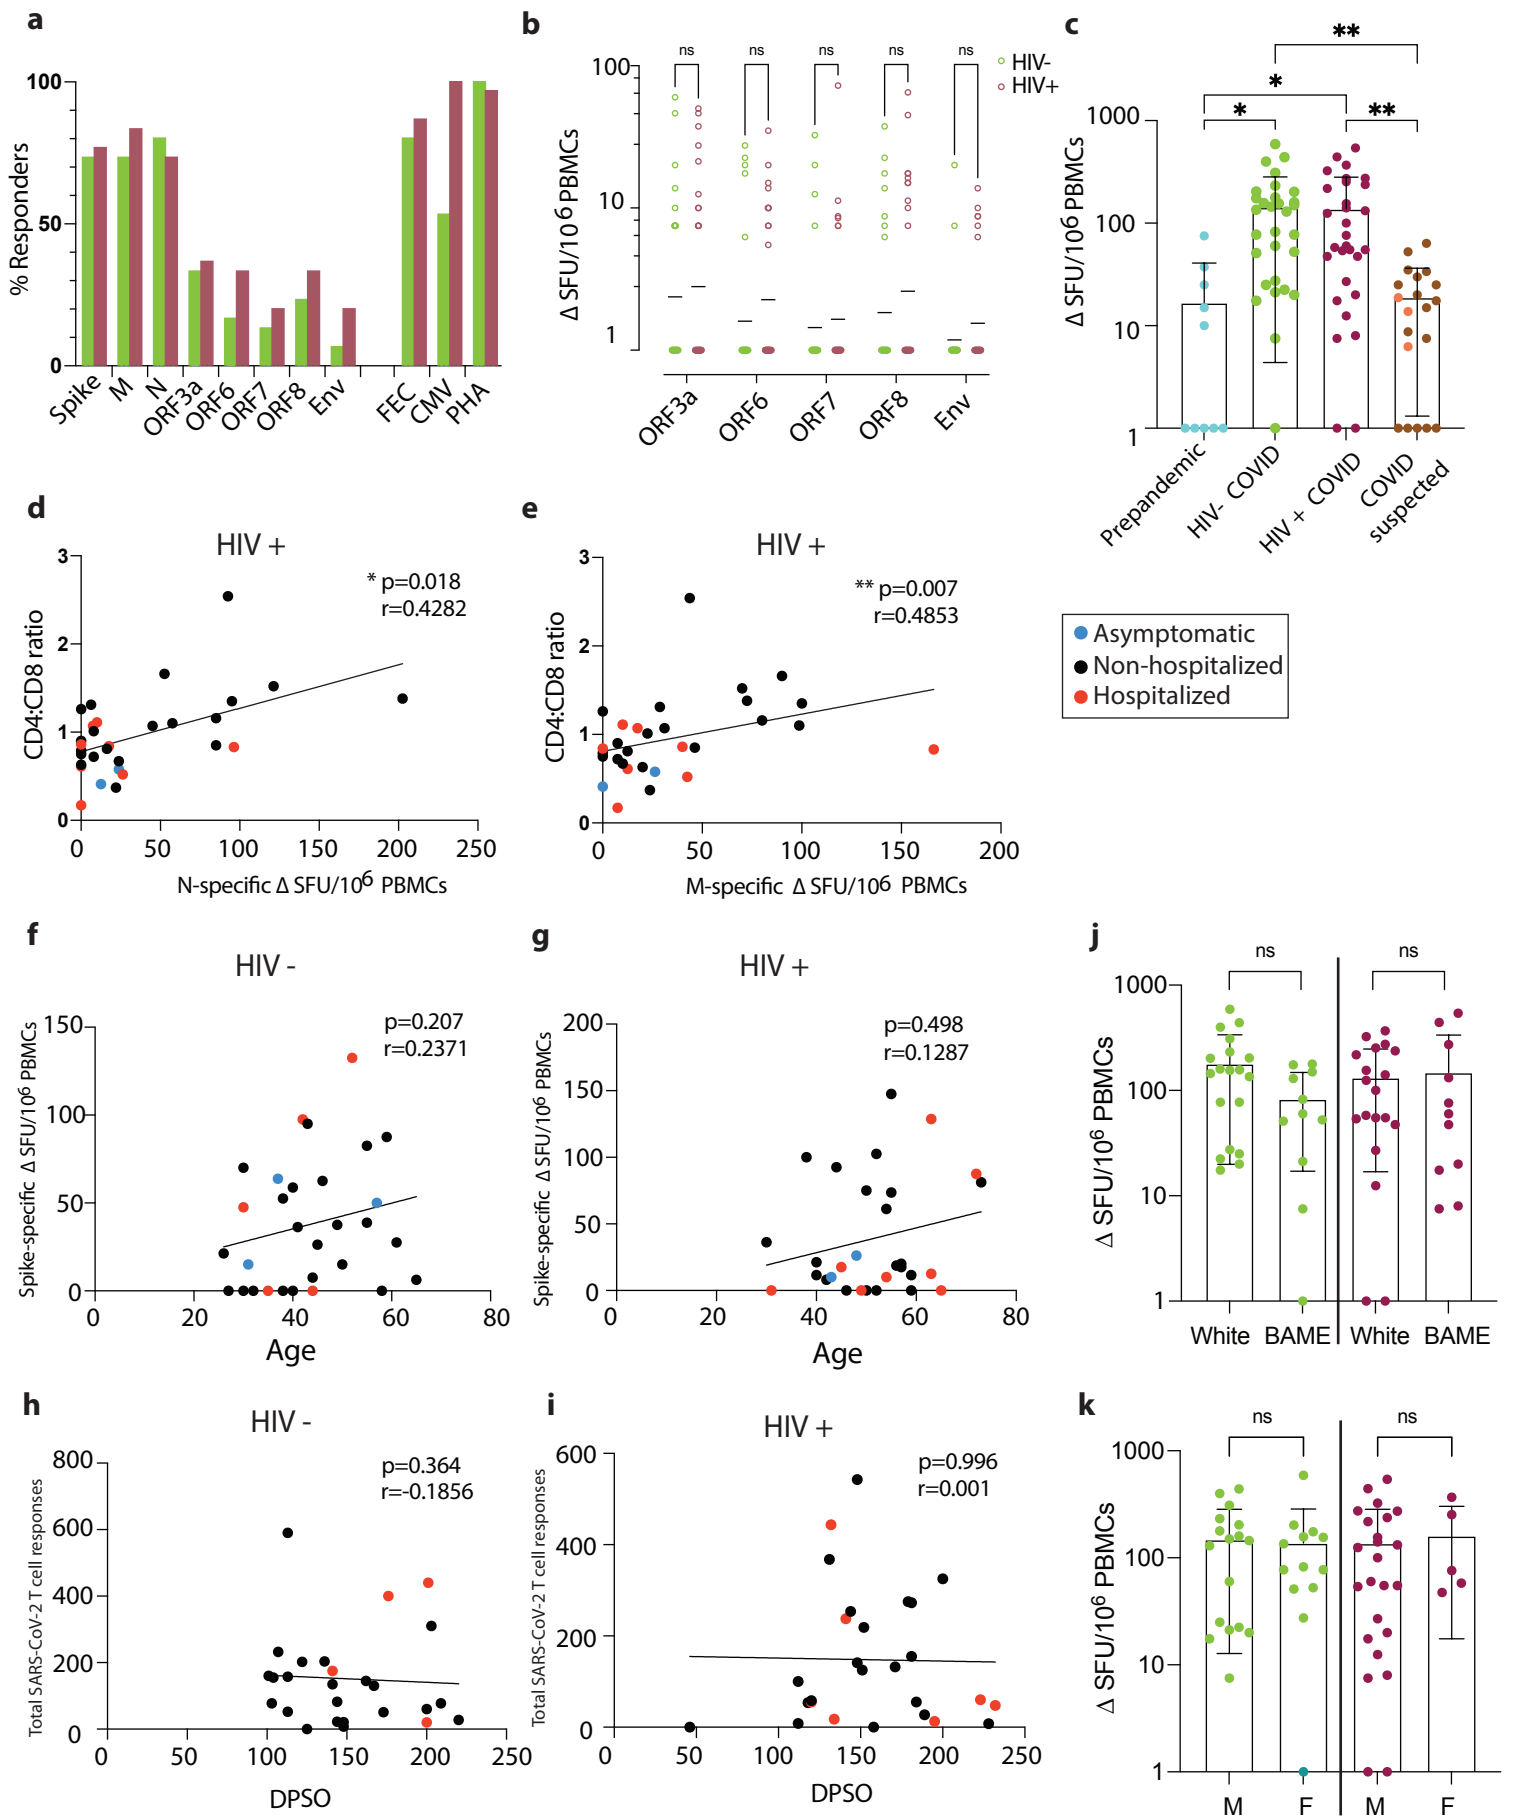 a
% Responders
100
50
0
Spike
M
N
ORF3a
ORF6
ORF7
ORF8
Env
FEC
CMV
PHA
b
Δ SFU/10⁶ PBMCs
100
10
1
ns
ns
ns
ns
ns
HIV-
HIV+
ORF3a
ORF6
ORF7
ORF8
Env
c
Δ SFU/10⁶ PBMCs
1000
100
10
1
**
*
*
**
Prepandemic
HIV- COVID
HIV + COVID
COVID
suspected
d
HIV +
CD4:CD8 ratio
3
2
1
0
* p=0.018
r=0.4282
0
50
100
150
200
250
N-specific Δ SFU/10⁶ PBMCs
e
HIV +
CD4:CD8 ratio
3
2
1
0
** p=0.007
r=0.4853
0
50
100
150
200
M-specific Δ SFU/10⁶ PBMCs
Asymptomatic
Non-hospitalized
Hospitalized
f
HIV -
Spike-specific Δ SFU/10⁶ PBMCs
150
100
50
0
p=0.207
r=0.2371
0
20
40
60
80
Age
g
HIV +
Spike-specific Δ SFU/10⁶ PBMCs
200
150
100
50
0
p=0.498
r=0.1287
0
20
40
60
80
Age
j
Δ SFU/10⁶ PBMCs
1000
100
10
1
ns
ns
White
BAME
White
BAME
h
HIV -
Total SARS-CoV-2 T cell responses
800
600
400
200
0
p=0.364
r=-0.1856
0
50
100
150
200
250
DPSO
i
HIV +
Total SARS-CoV-2 T cell responses
600
400
200
0
p=0.996
r=0.001
0
50
100
150
200
250
DPSO
k
Δ SFU/10⁶ PBMCs
1000
100
10
1
ns
ns
M
F
M
F